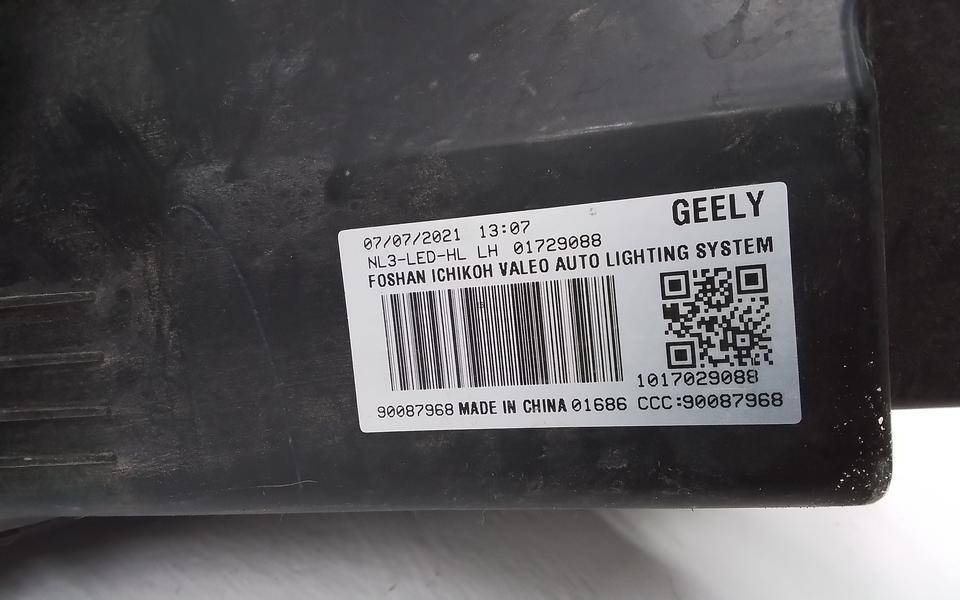 GEELY
07/07/2021 13:07
NL3-LED-HL LH 01729088
FOSHAN ICHIKOH VALEO AUTO LIGHTING SYSTEM
1017029088
90087968 MADE IN CHINA 01686 CCC:90087968